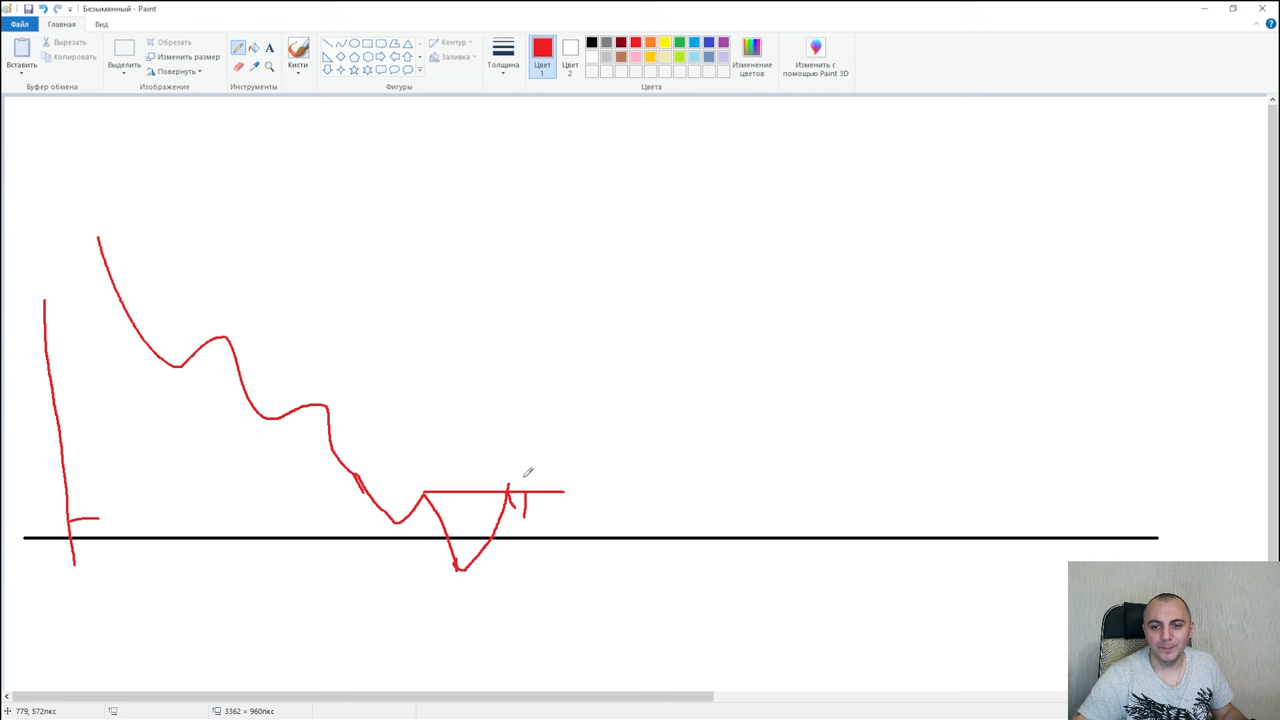 Безымянный - Paint
Файл Главная Вид
Вставить
Вырезать
Копировать
Буфер обмена
Выделить
Обрезать
Изменить размер
Повернуть
Изображение
A
Инструменты
Кисти
Контур
Заливка
Фигуры
Толщина
Цвет 1
Цвет 2
Цвета
Изменение цветов
Изменить с помощью Paint 3D
779, 572пкс
3362 × 960пкс